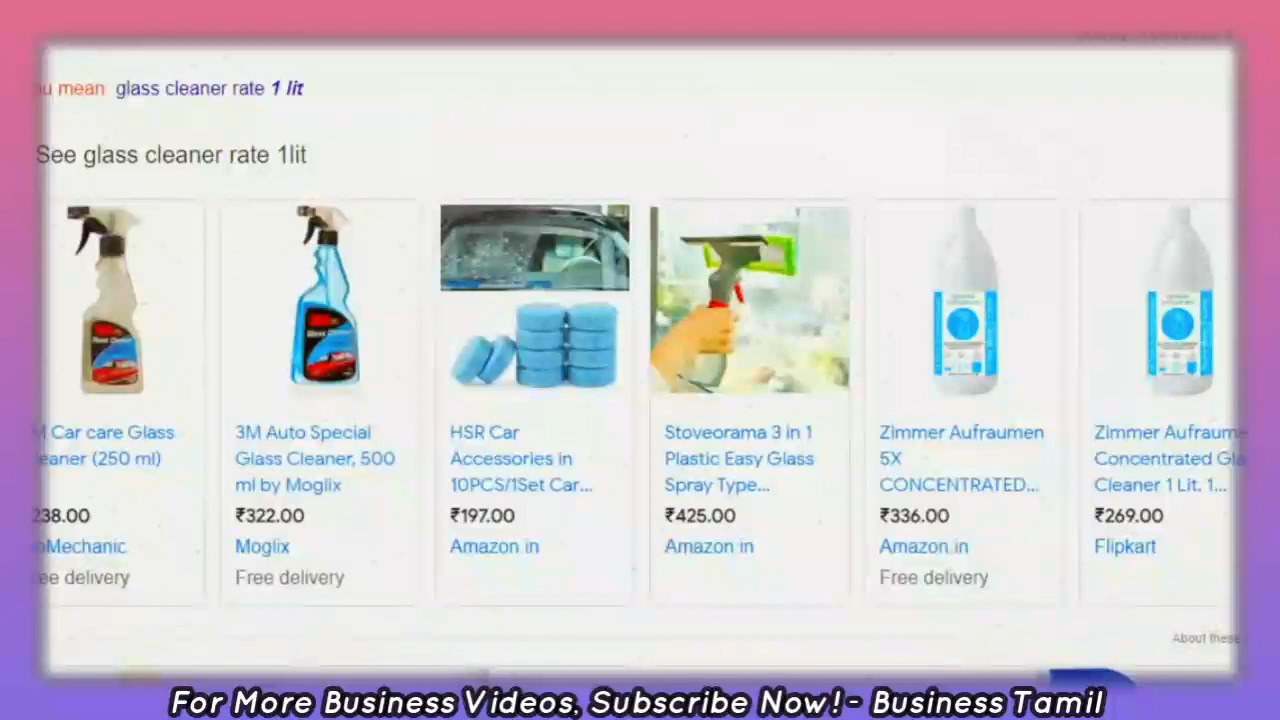 mean glass cleaner rate 1 lit
See glass cleaner rate 1lit
Car care Glass
(250 ml)
238.00
Mechanic
delivery
3M Auto Special
Glass Cleaner, 500
ml by Moglix
₹322.00
Moglix
Free delivery
HSR Car
Accessories in
10PCS/1Set Car...
₹197.00
Amazon in
Stoveorama 3 in 1
Plastic Easy Glass
Spray Type...
₹425.00
Amazon in
Zimmer Aufraumen
5X
CONCENTRATED...
₹336.00
Amazon in
Free delivery
Zimmer Aufraume
Concentrated Gla
Cleaner 1 Lit. 1...
₹269.00
Flipkart
About these
For More Business Videos, Subscribe Now! - Business Tamil